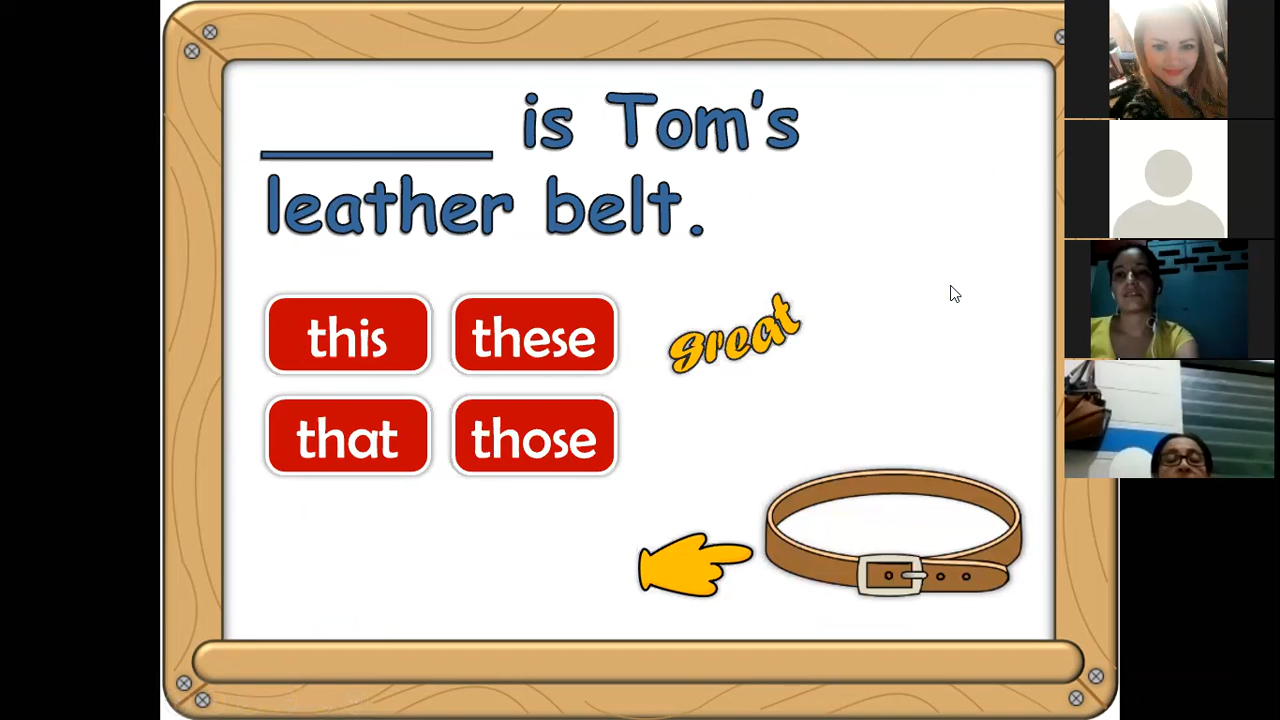 _______ is Tom's
leather belt.
this these
that those
great